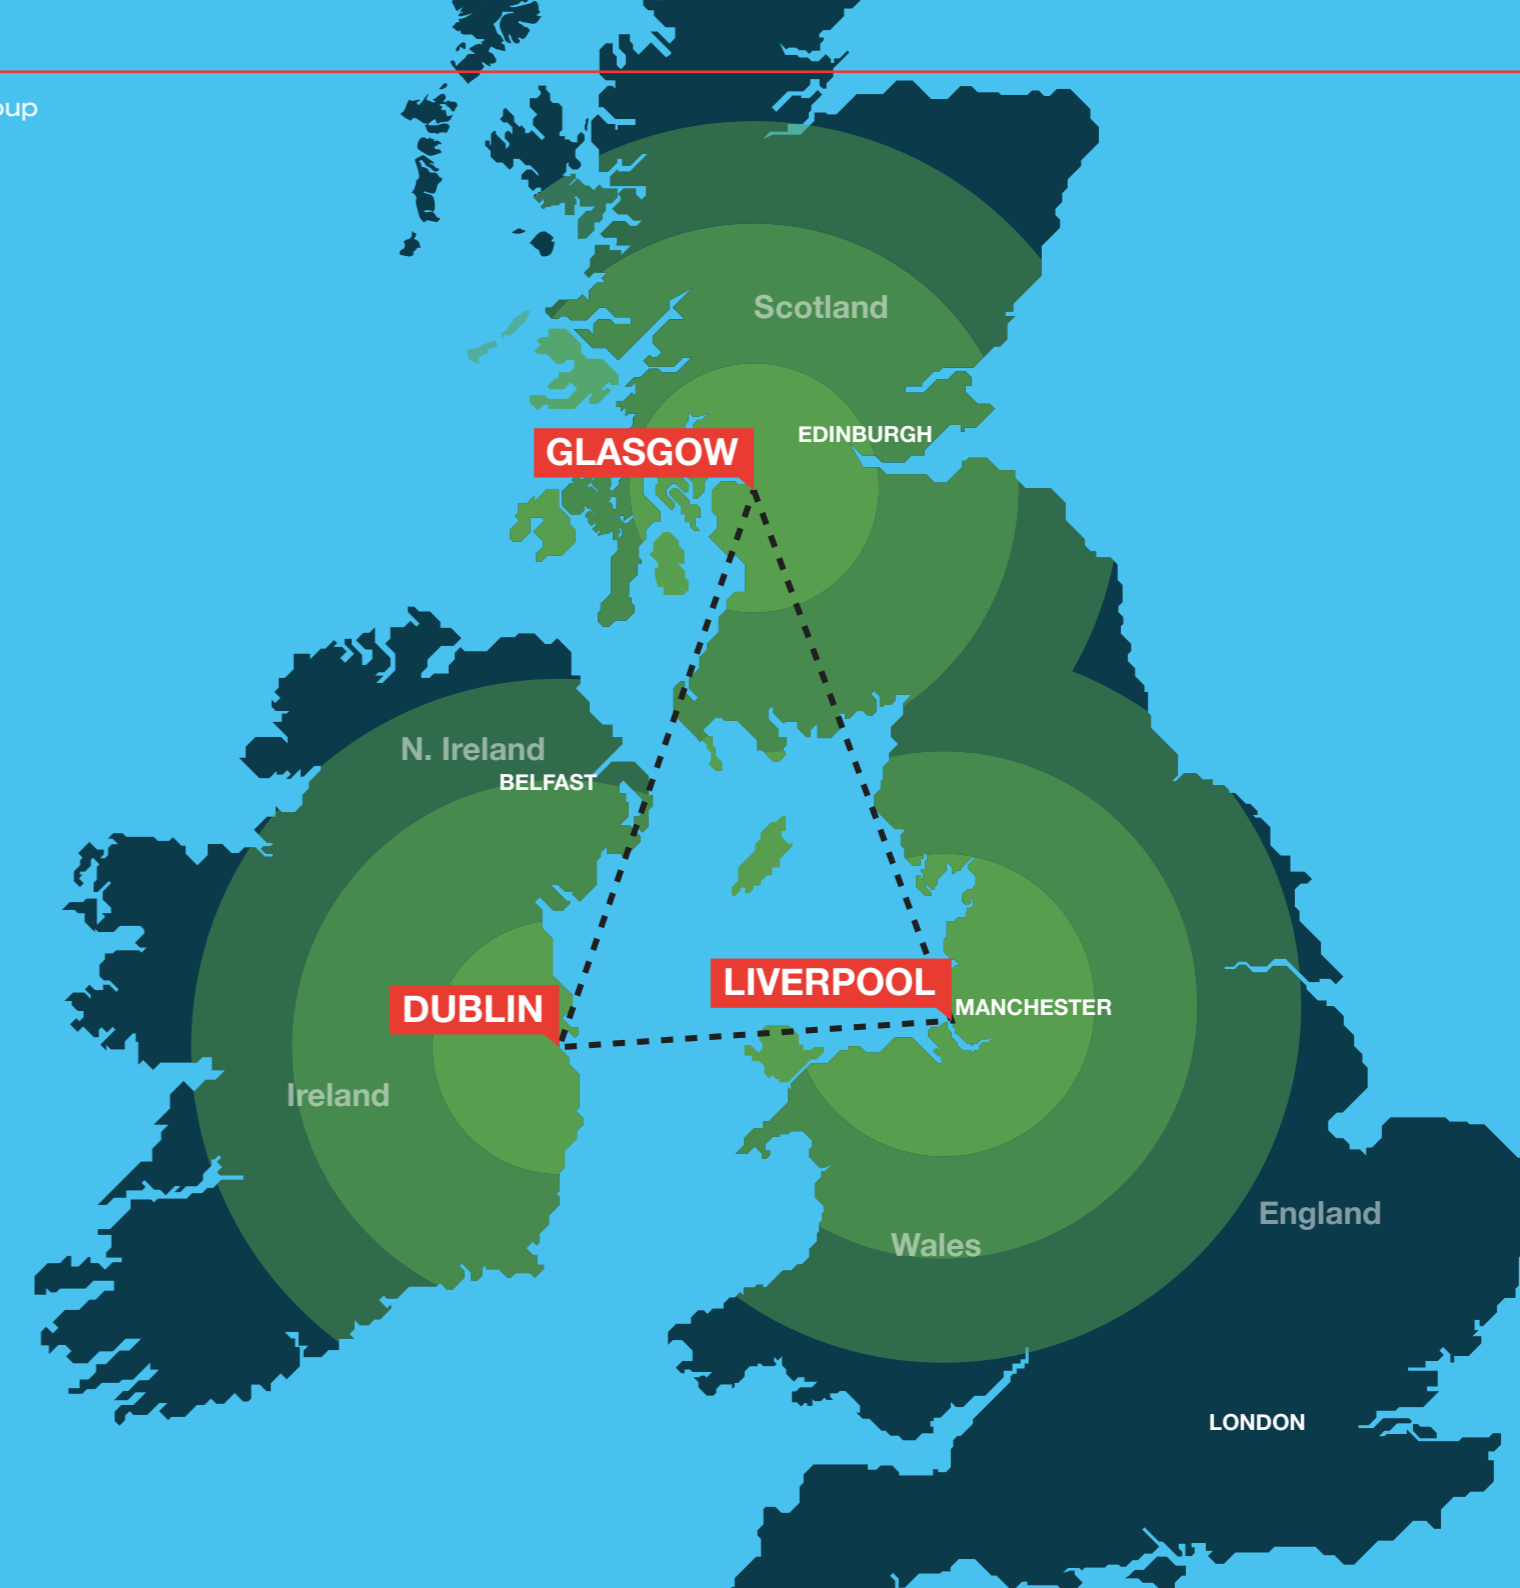 oup
Scotland
EDINBURGH
GLASGOW
N. Ireland
BELFAST
LIVERPOOL
MANCHESTER
DUBLIN
Ireland
England
Wales
LONDON